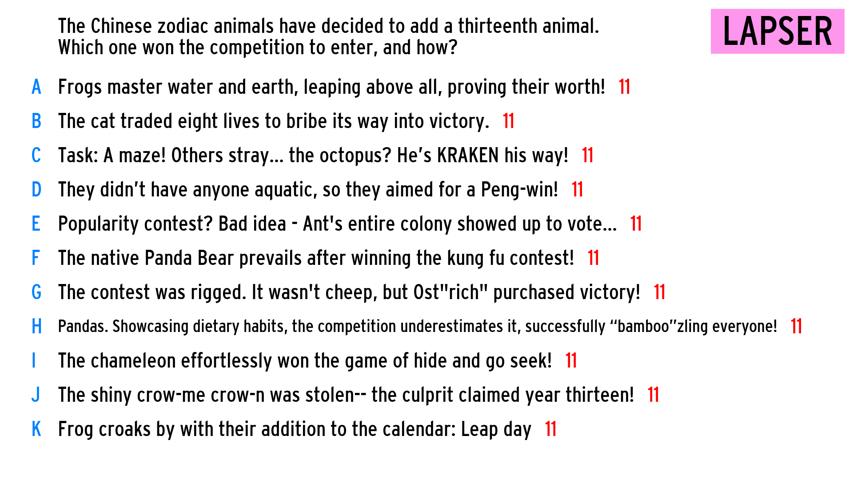 The Chinese zodiac animals have decided to add a thirteenth animal.
Which one won the competition to enter, and how?
LAPSER
A Frogs master water and earth, leaping above all, proving their worth! 11
B The cat traded eight lives to bribe its way into victory. 11
C Task: A maze! Others stray... the octopus? He's KRAKEN his way! 11
D They didn't have anyone aquatic, so they aimed for a Peng-win! 11
E Popularity contest? Bad idea - Ant's entire colony showed up to vote... 11
F The native Panda Bear prevails after winning the kung fu contest! 11
G The contest was rigged. It wasn't cheep, but Ost"rich" purchased victory! 11
H Pandas. Showcasing dietary habits, the competition underestimates it, successfully “bamboo”zling everyone! 11
I The chameleon effortlessly won the game of hide and go seek! 11
J The shiny crow-me crow-n was stolen-- the culprit claimed year thirteen! 11
K Frog croaks by with their addition to the calendar: Leap day 11